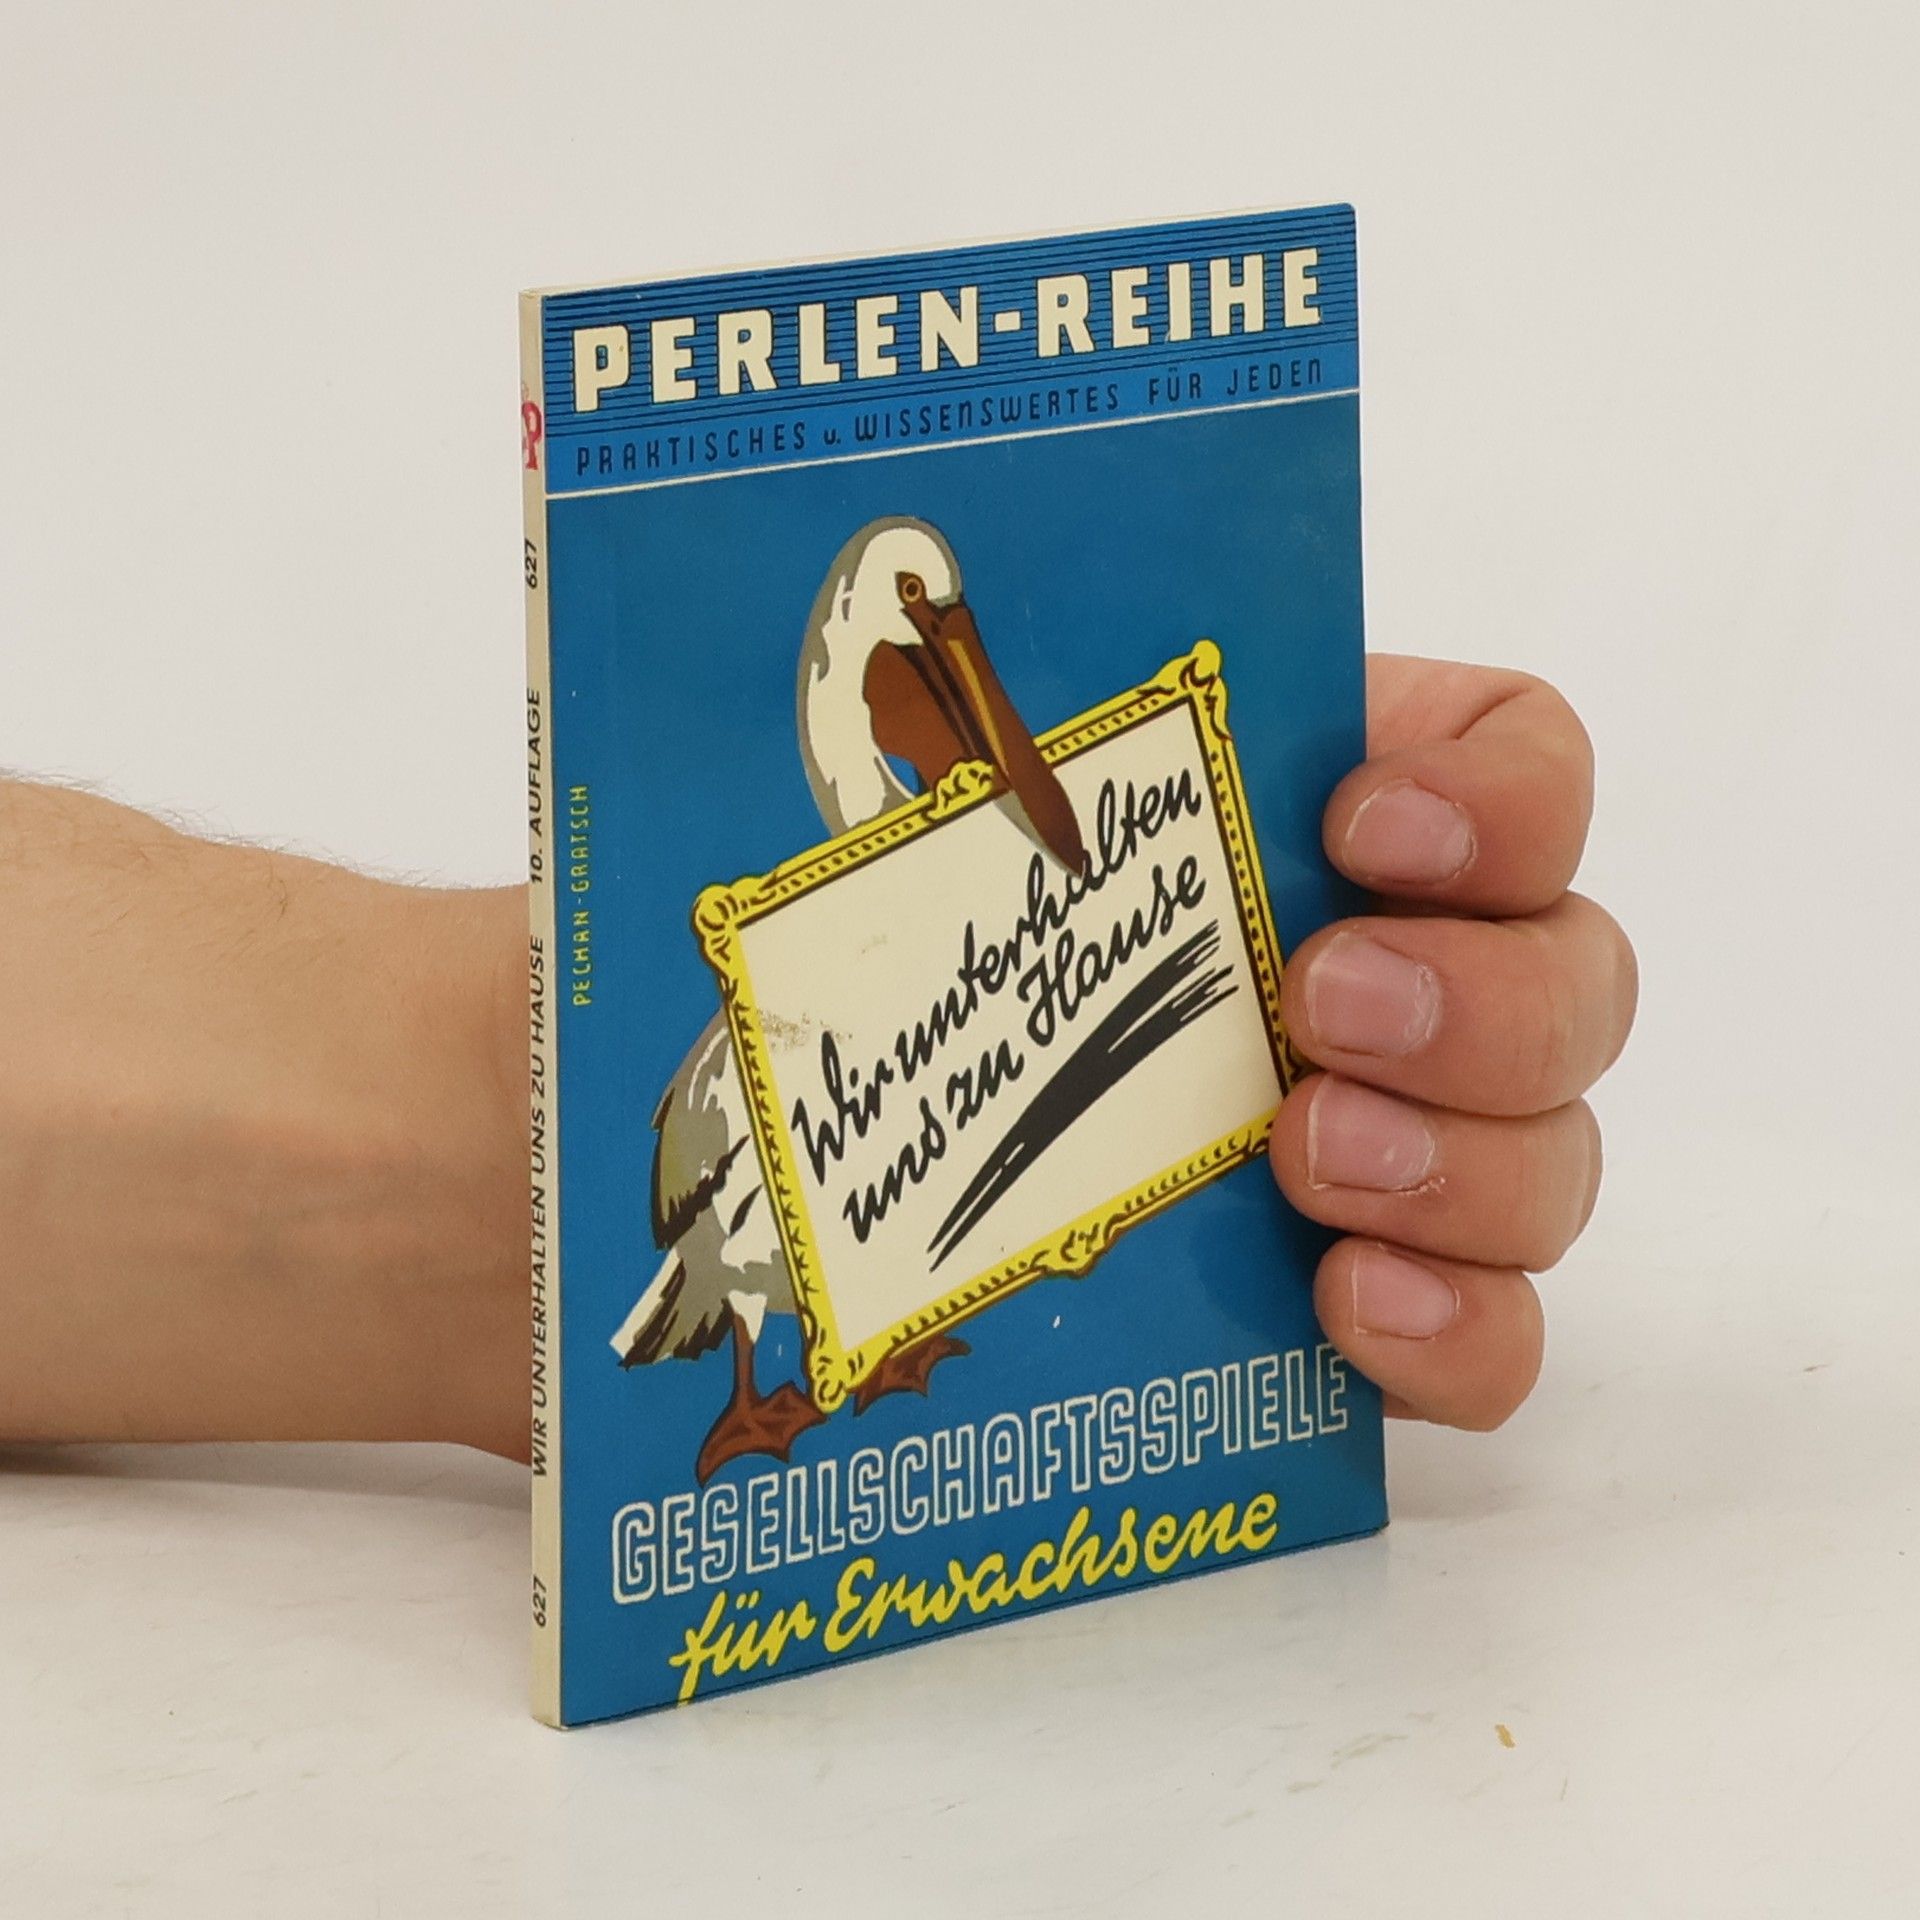 PERLEN-REIHE
PRAKTISCHES u. WISSENSWERTES FÜR JEDEN
Wir unterhalten
uns zu Hause
GESELLSCHAFTSSPIELE
für Erwachsene
PECHAN-GRATSCH
627 WIR UNTERHALTEN UNS ZU HAUSE 10. AUFLAGE 627